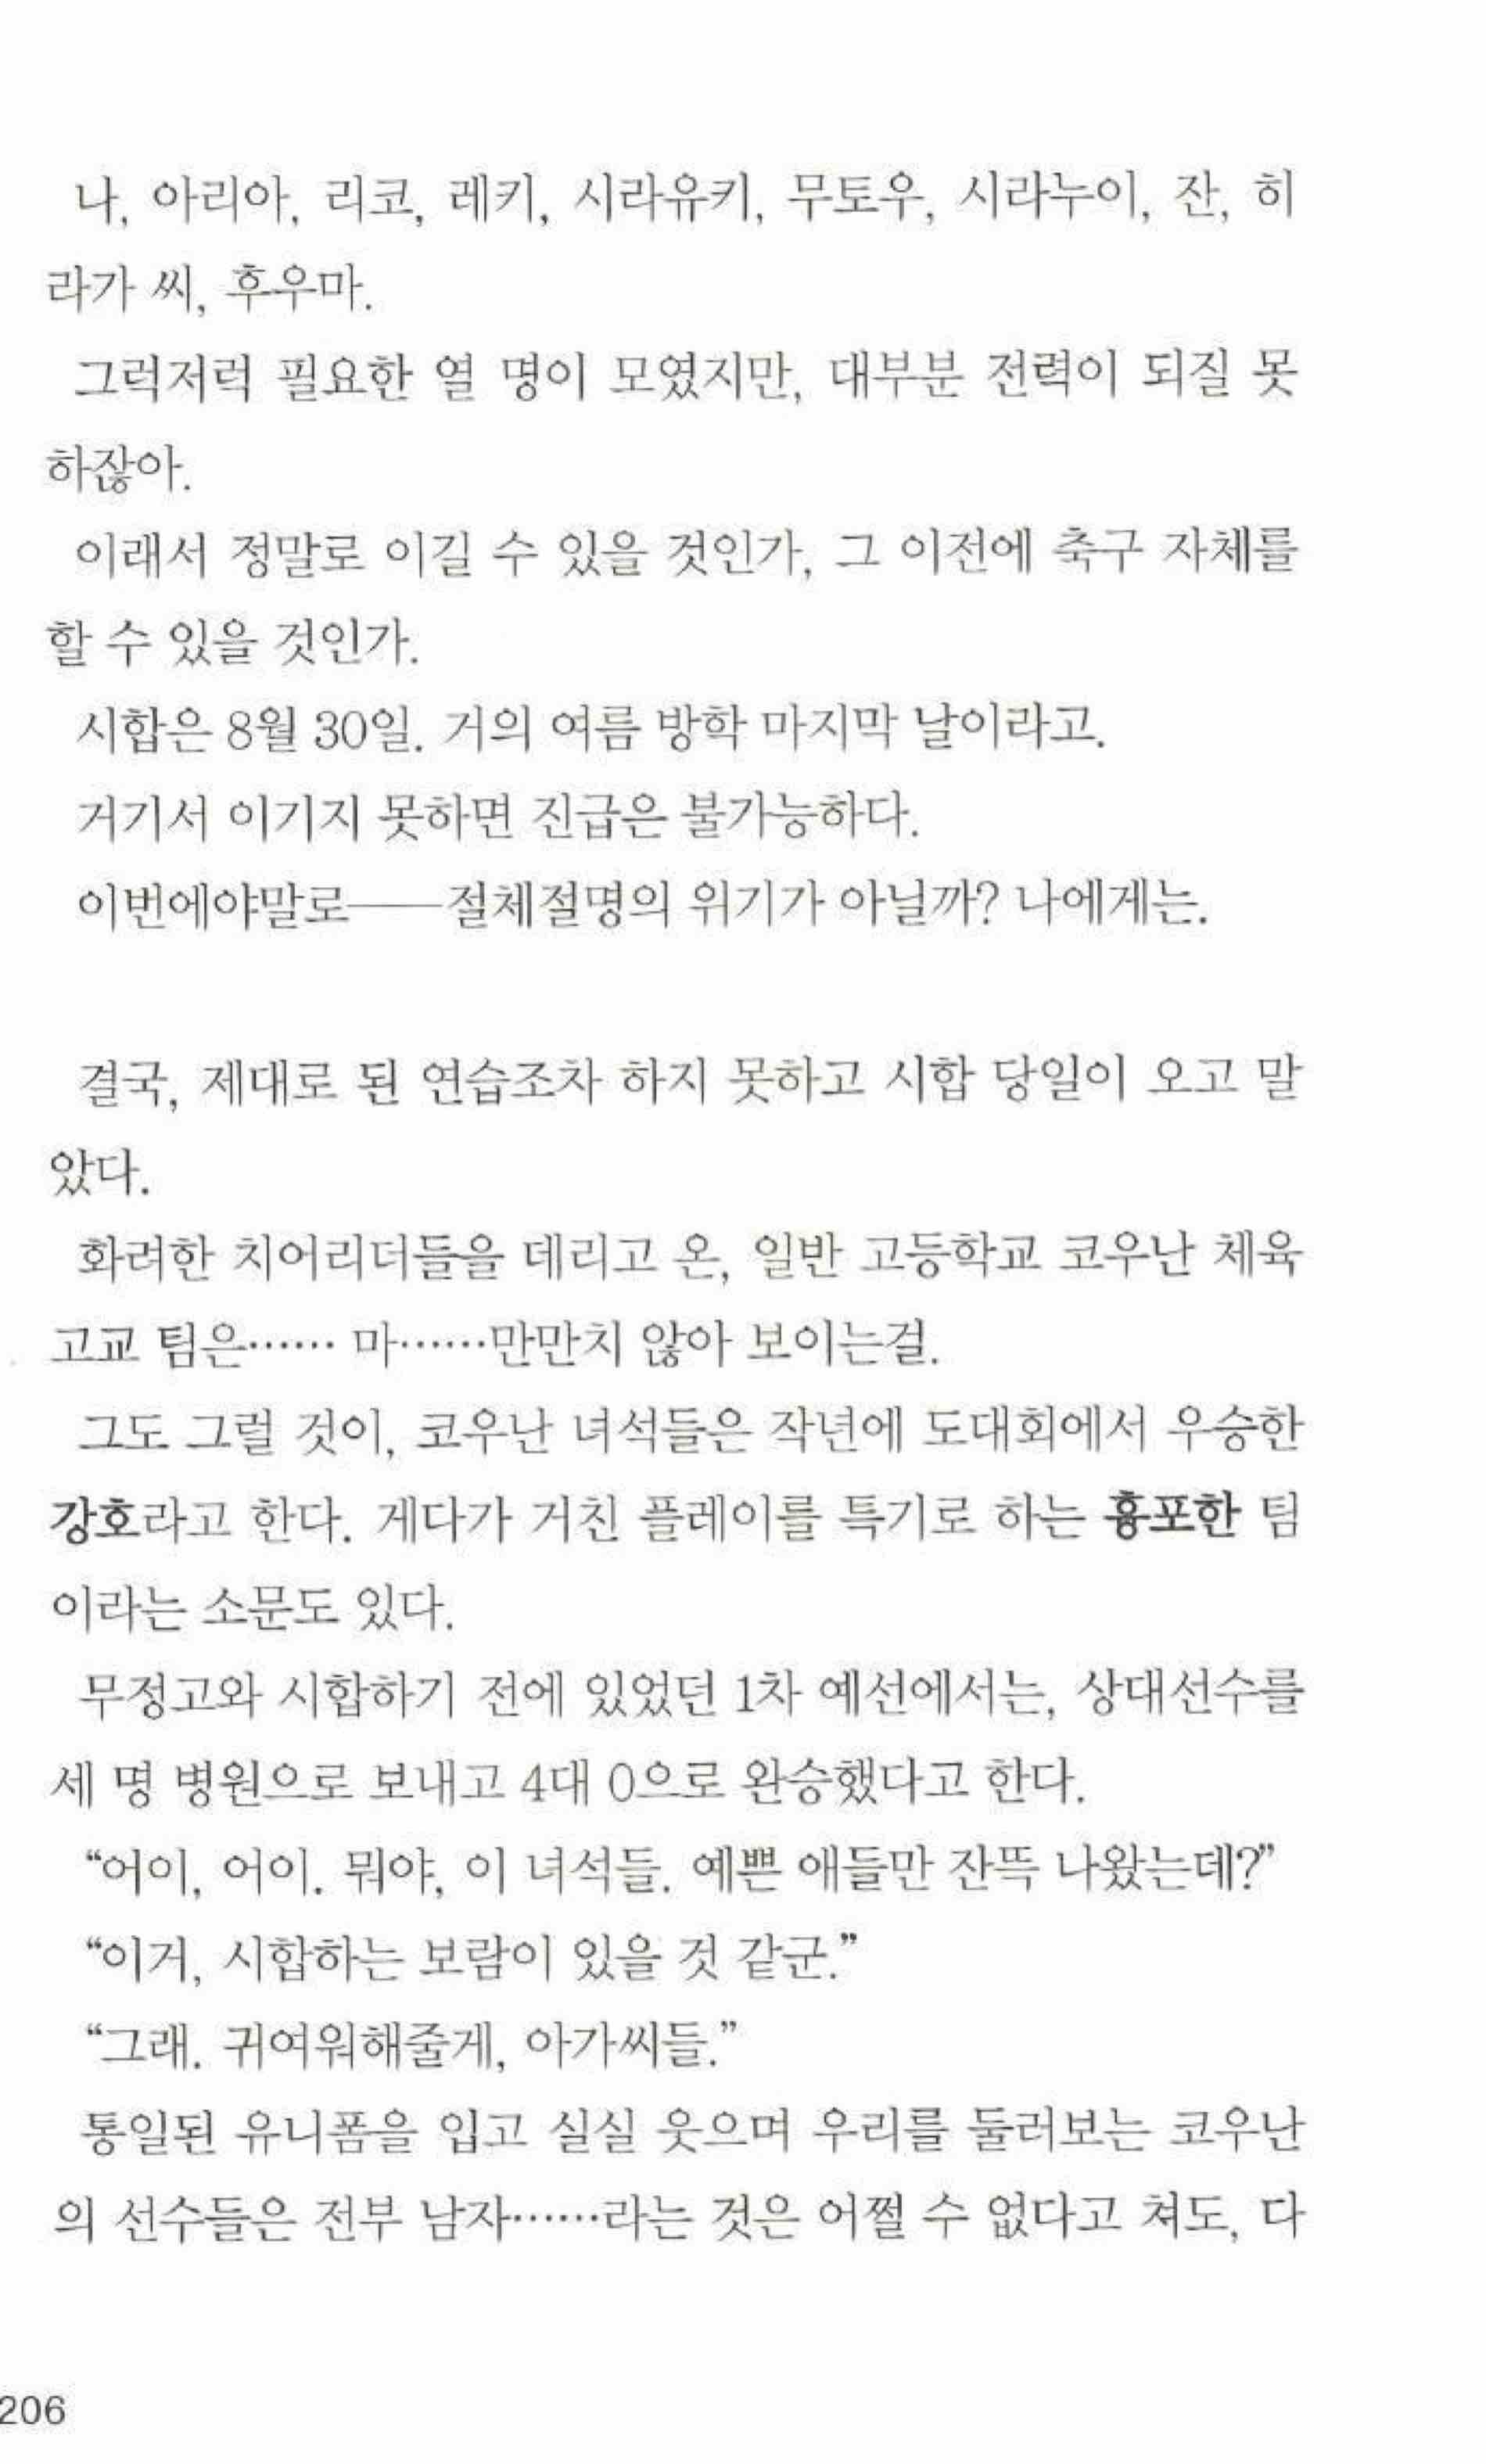 나, 아리아, 리코, 레키, 시라유키, 무토우, 시라누이, 잔, 히
라가 씨, 후우마.
그럭저럭 필요한 열 명이 모였지만, 대부분 전력이 되질 못
하잖아.
이래서 정말로 이길 수 있을 것인가, 그 이전에 축구 자체를
할 수 있을 것인가.
시합은 8월 30일. 거의 여름 방학 마지막 날이라고.
거기서 이기지 못하면 진급은 불가능하다.
이번에야말로──절체절명의 위기가 아닐까? 나에게는.
결국, 제대로 된 연습조차 하지 못하고 시합 당일이 오고 말
았다.
화려한 치어리더들을 데리고 온, 일반 고등학교 코우난 체육
고교 팀은…… 마……만만치 않아 보이는걸.
그도 그럴 것이, 코우난 녀석들은 작년에 도대회에서 우승한
강호라고 한다. 게다가 거친 플레이를 특기로 하는 흉포한 팀
이라는 소문도 있다.
무정고와 시합하기 전에 있었던 1차 예선에서는, 상대선수를
세 명 병원으로 보내고 4대 0으로 완승했다고 한다.
“어이, 어이. 뭐야, 이 녀석들. 예쁜 애들만 잔뜩 나왔는데?”
“이거, 시합하는 보람이 있을 것 같군.”
“그래. 귀여워해줄게, 아가씨들.”
통일된 유니폼을 입고 실실 웃으며 우리를 둘러보는 코우난
의 선수들은 전부 남자……라는 것은 어쩔 수 없다고 쳐도, 다
206